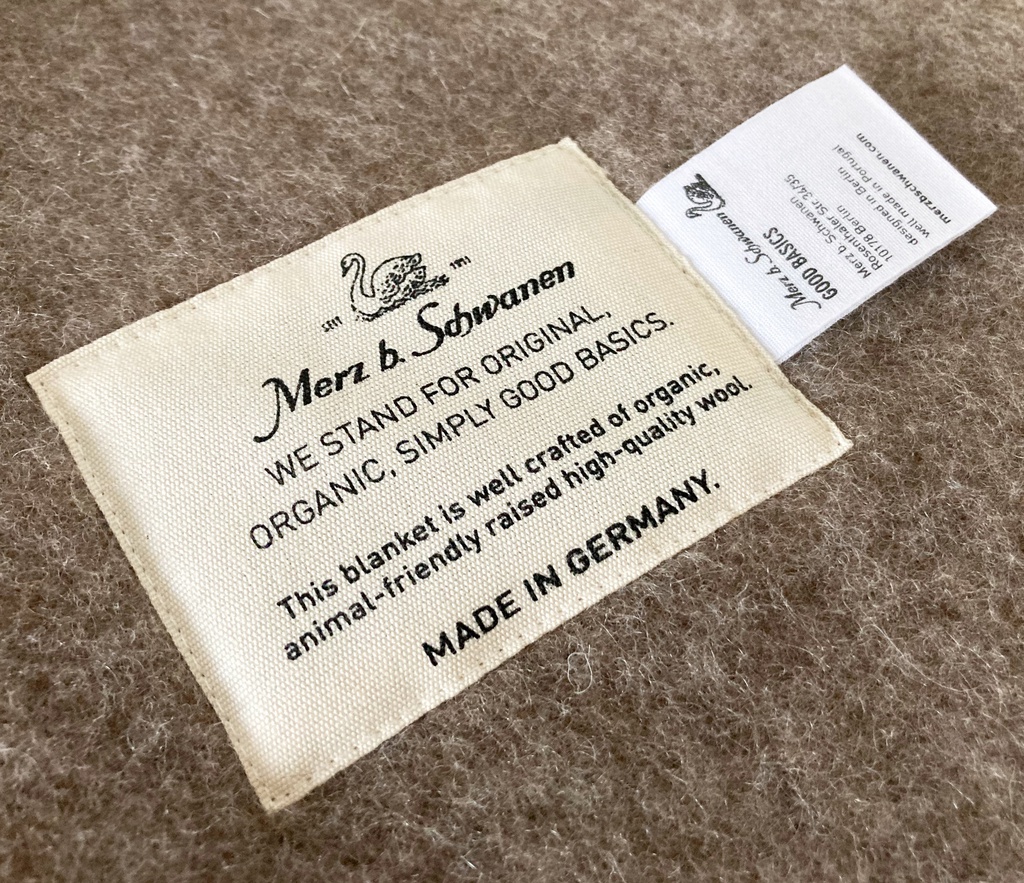 SEIT 1911
Merz b. Schwanen
WE STAND FOR ORIGINAL,
ORGANIC, SIMPLY GOOD BASICS.
This blanket is well crafted of organic,
animal-friendly raised high-quality wool.
MADE IN GERMANY.
Merz b. Schwanen
GOOD BASICS
Merz b. Schwanen
Rosenthaler Str 34/35
10178 Berlin
designed in Berlin
well made in Portugal
merzbschwanen.com